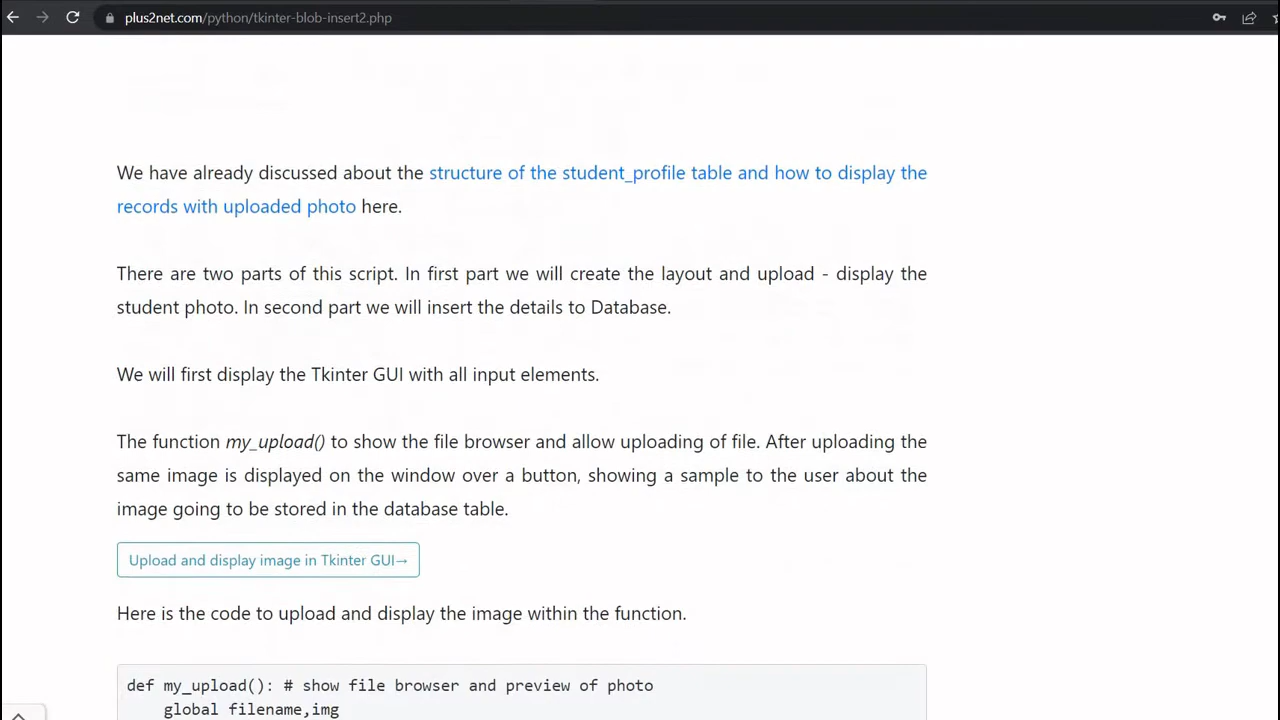 plus2net.com/python/tkinter-blob-insert2.php
We have already discussed about the structure of the student_profile table and how to display the
records with uploaded photo here.
There are two parts of this script. In first part we will create the layout and upload - display the
student photo. In second part we will insert the details to Database.
We will first display the Tkinter GUI with all input elements.
The function my_upload() to show the file browser and allow uploading of file. After uploading the
same image is displayed on the window over a button, showing a sample to the user about the
image going to be stored in the database table.
Upload and display image in Tkinter GUI→
Here is the code to upload and display the image within the function.
def my_upload(): # show file browser and preview of photo
global filename,img